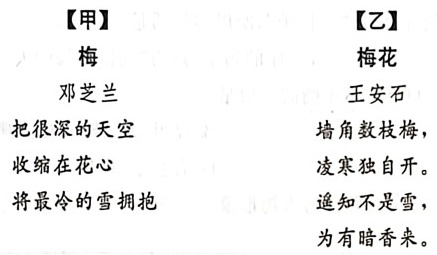 【甲】
梅
邓芝兰
把很深的天空
收缩在花心
将最冷的雪拥抱
【乙】
梅花
王安石
墙角数枝梅，
凌寒独自开。
遥知不是雪，
为有暗香来。